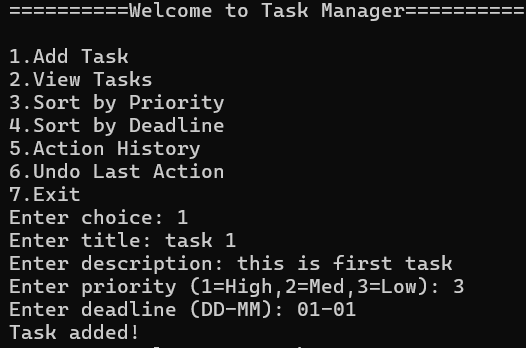 ==========Welcome to Task Manager==========
1.Add Task
2.View Tasks
3.Sort by Priority
4.Sort by Deadline
5.Action History
6.Undo Last Action
7.Exit
Enter choice: 1
Enter title: task 1
Enter description: this is first task
Enter priority (1=High,2=Med,3=Low): 3
Enter deadline (DD-MM): 01-01
Task added!